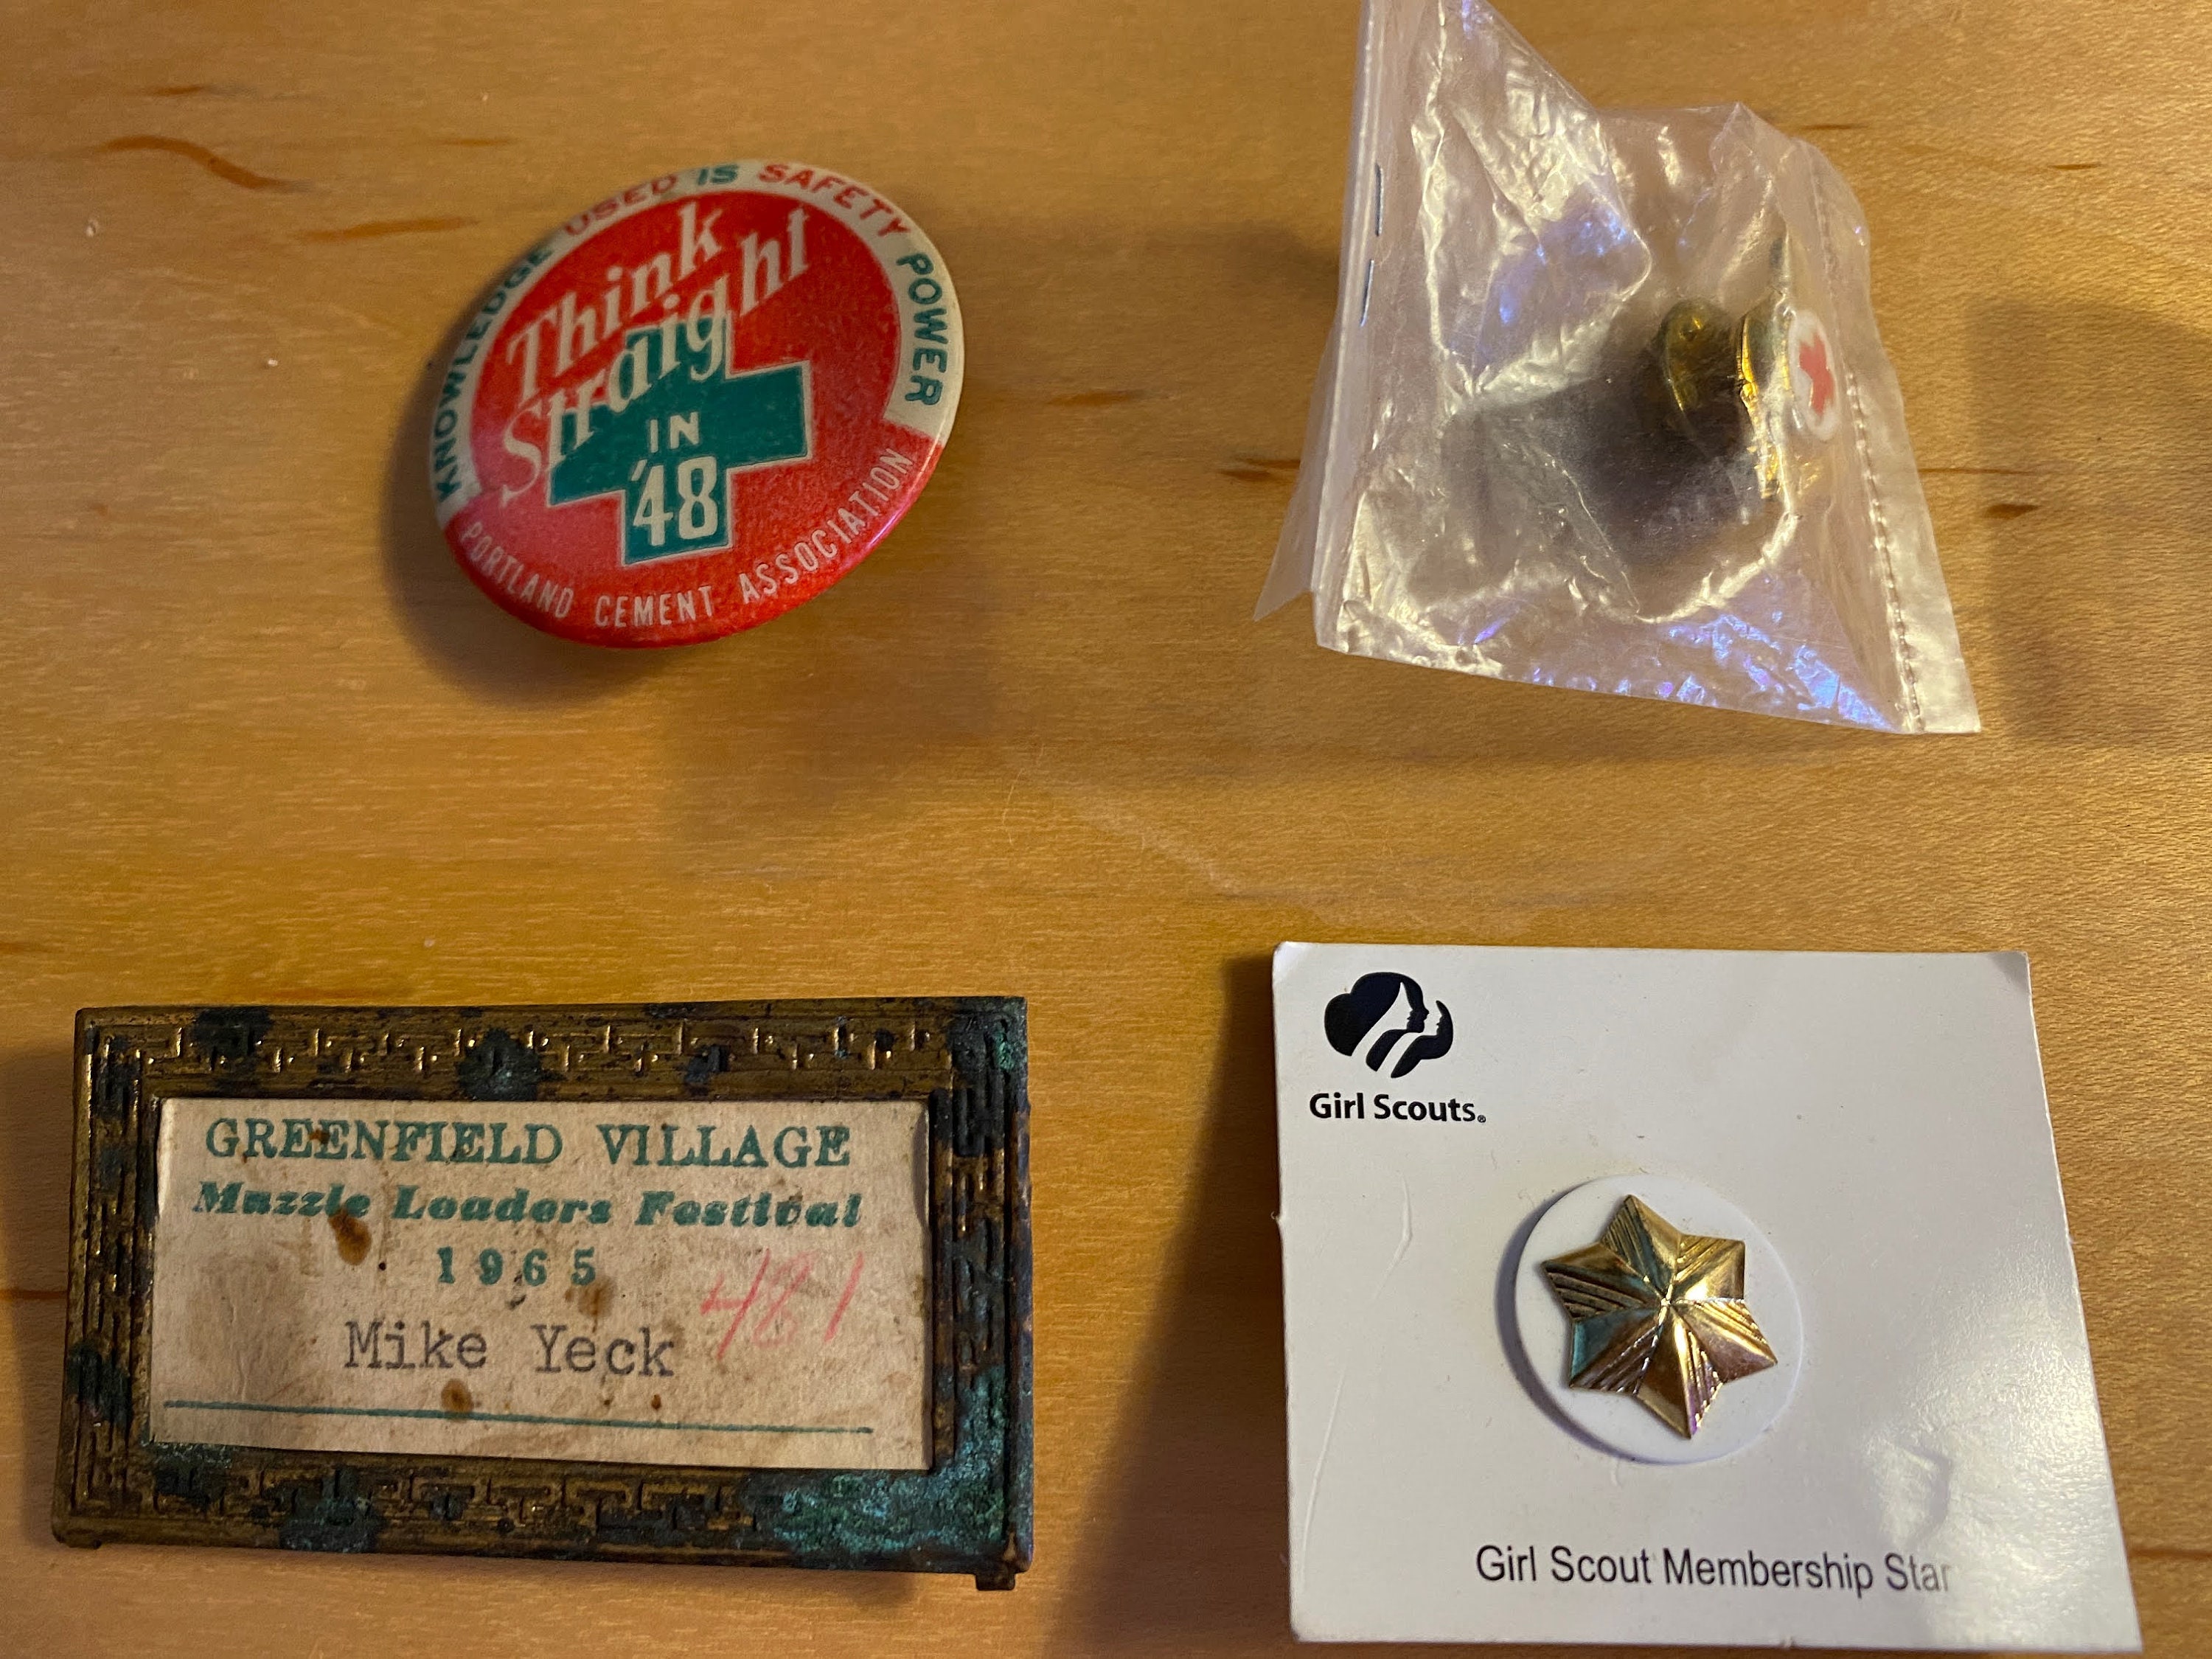 KNOWLEDGE USED IS SAFETY POWER
Think
Straight
IN
'48
PORTLAND CEMENT ASSOCIATION
GREENFIELD VILLAGE
Muzzle Loaders Festival
1965
481
Mike Yeck
Girl Scouts®
Girl Scout Membership Star